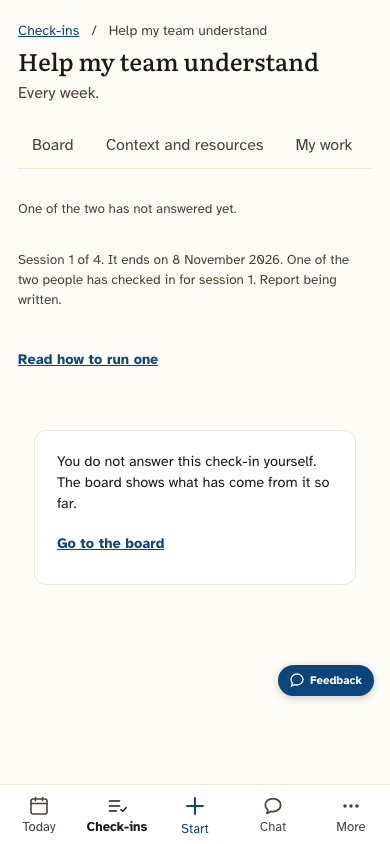 Check-ins / Help my team understand
Help my team understand
Every week.
Board Context and resources My work
One of the two has not answered yet.
Session 1 of 4. It ends on 8 November 2026. One of the
two people has checked in for session 1. Report being
written.
Read how to run one
You do not answer this check-in yourself.
The board shows what has come from it so
far.
Go to the board
Feedback
Today Check-ins Start Chat More